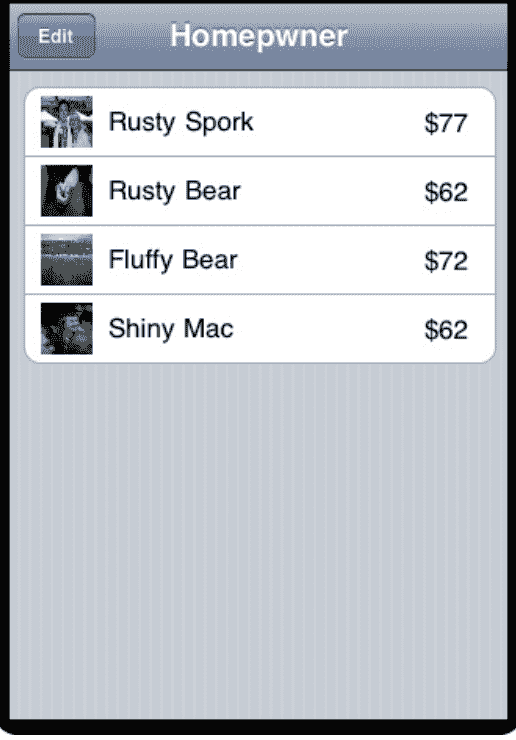 Edit Homepwner
Rusty Spork $77
Rusty Bear $62
Fluffy Bear $72
Shiny Mac $62